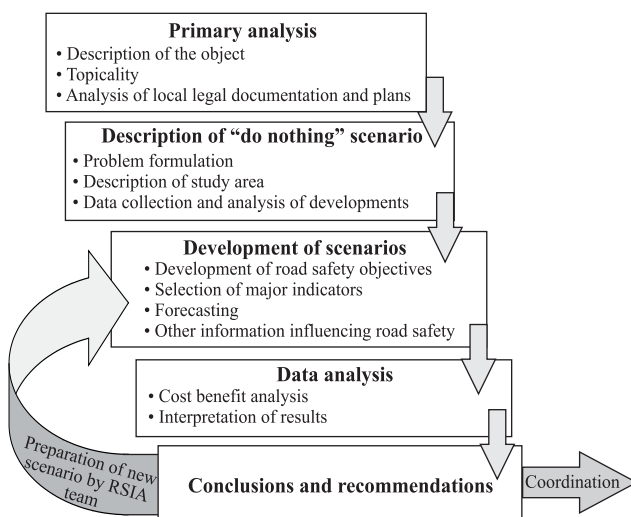 Primary analysis
• Description of the object
• Topicality
• Analysis of local legal documentation and plans
Description of “do nothing” scenario
• Problem formulation
• Description of study area
• Data collection and analysis of developments
Development of scenarios
• Development of road safety objectives
• Selection of major indicators
• Forecasting
• Other information influencing road safety
Data analysis
• Cost benefit analysis
• Interpretation of results
Preparation of new
scenario by RSIA
team
Conclusions and recommendations
Coordination